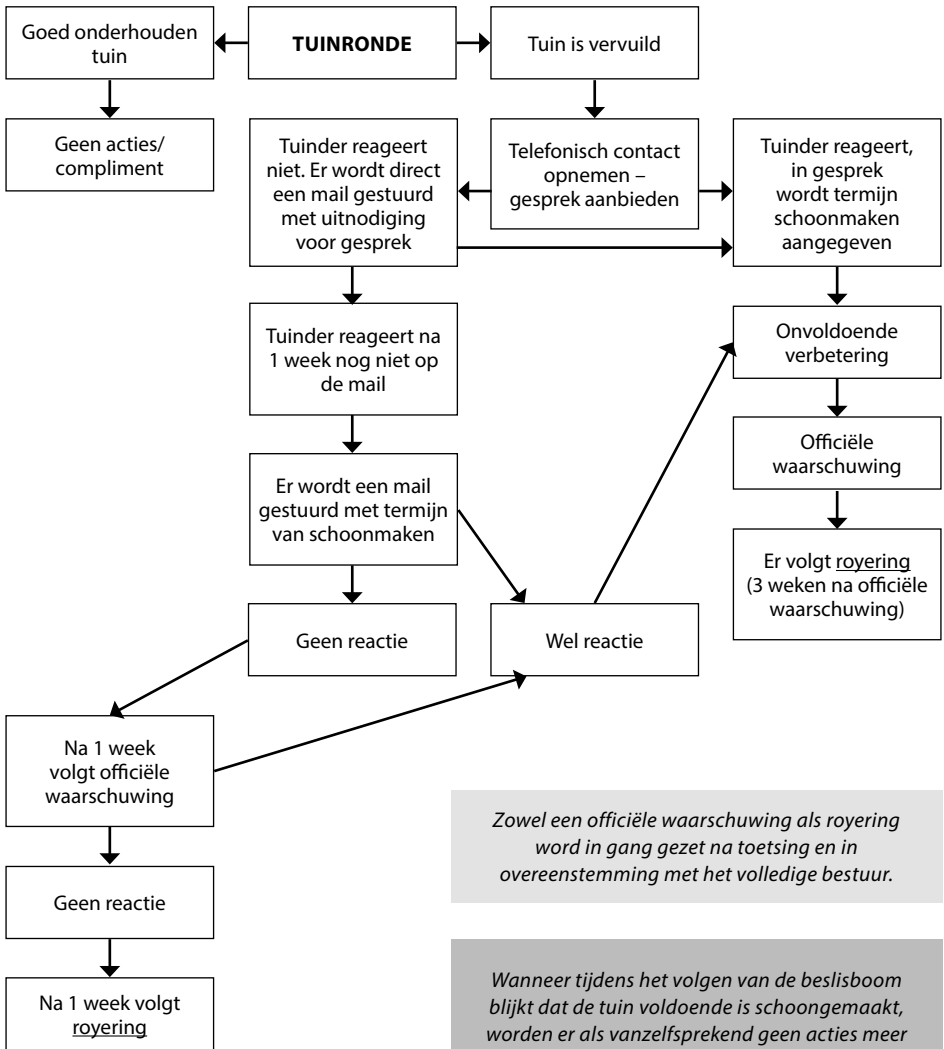 Goed onderhouden
tuin
TUINRONDE
Tuin is vervuild
Geen acties/
compliment
Tuinder reageert
niet. Er wordt direct
een mail gestuurd
met uitnodiging
voor gesprek
Telefonisch contact
opnemen –
gesprek aanbieden
Tuinder reageert,
in gesprek
wordt termijn
schoonmaken
aangegeven
Tuinder reageert na
1 week nog niet op
de mail
Onvoldoende
verbetering
Officiële
waarschuwing
Er wordt een mail
gestuurd met termijn
van schoonmaken
Er volgt royering
(3 weken na officiële
waarschuwing)
Geen reactie
Wel reactie
Na 1 week
volgt officiële
waarschuwing
Geen reactie
Na 1 week volgt
royering
Zowel een officiële waarschuwing als royering
word in gang gezet na toetsing en in
overeenstemming met het volledige bestuur.
Wanneer tijdens het volgen van de beslisboom
blijkt dat de tuin voldoende is schoongemaakt,
worden er als vanzelfsprekend geen acties meer